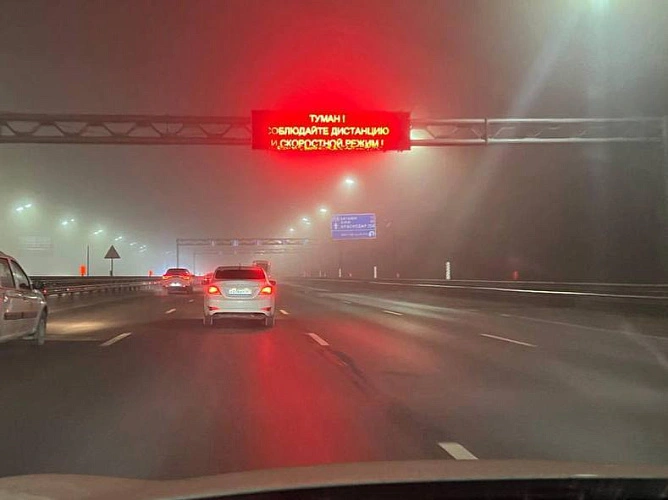 ТУМАН !
СОБЛЮДАЙТЕ ДИСТАНЦИЮ
И СКОРОСТНОЙ РЕЖИМ !